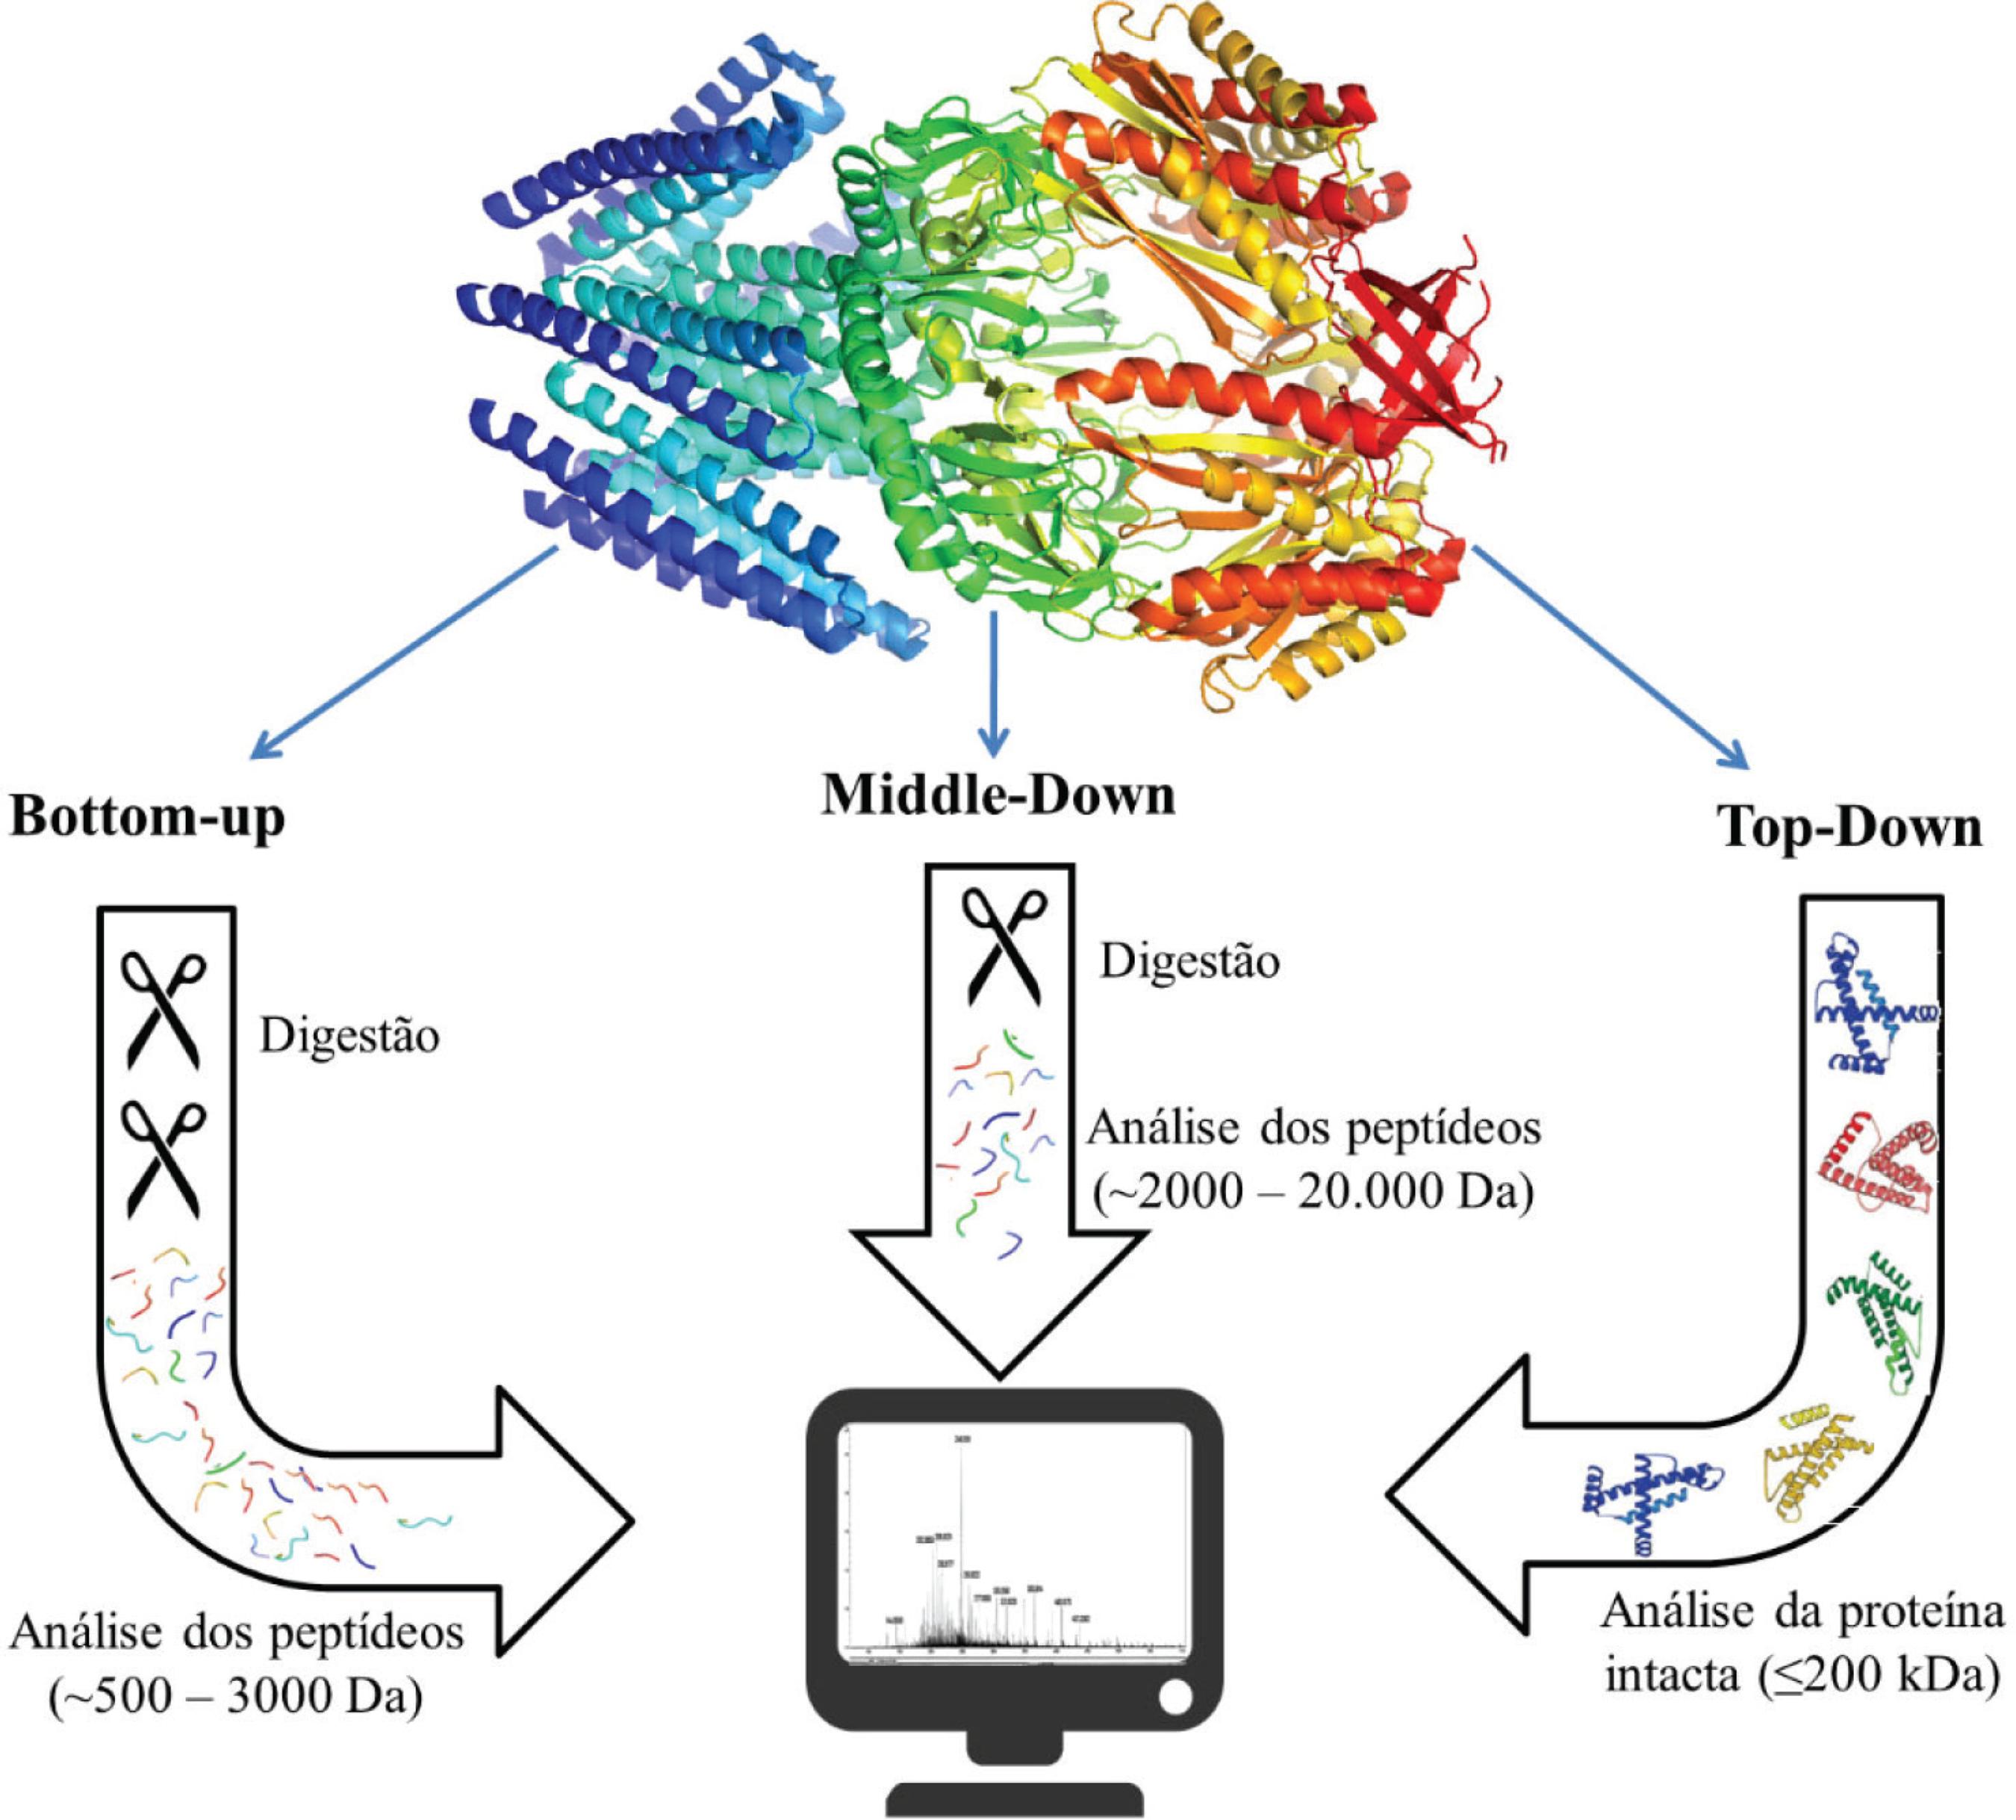 Bottom-up
Middle-Down
Top-Down
Digestão
Digestão
Análise dos peptídeos
(~2000 – 20.000 Da)
Análise dos peptídeos
(~500 – 3000 Da)
Análise da proteína
intacta (≤200 kDa)